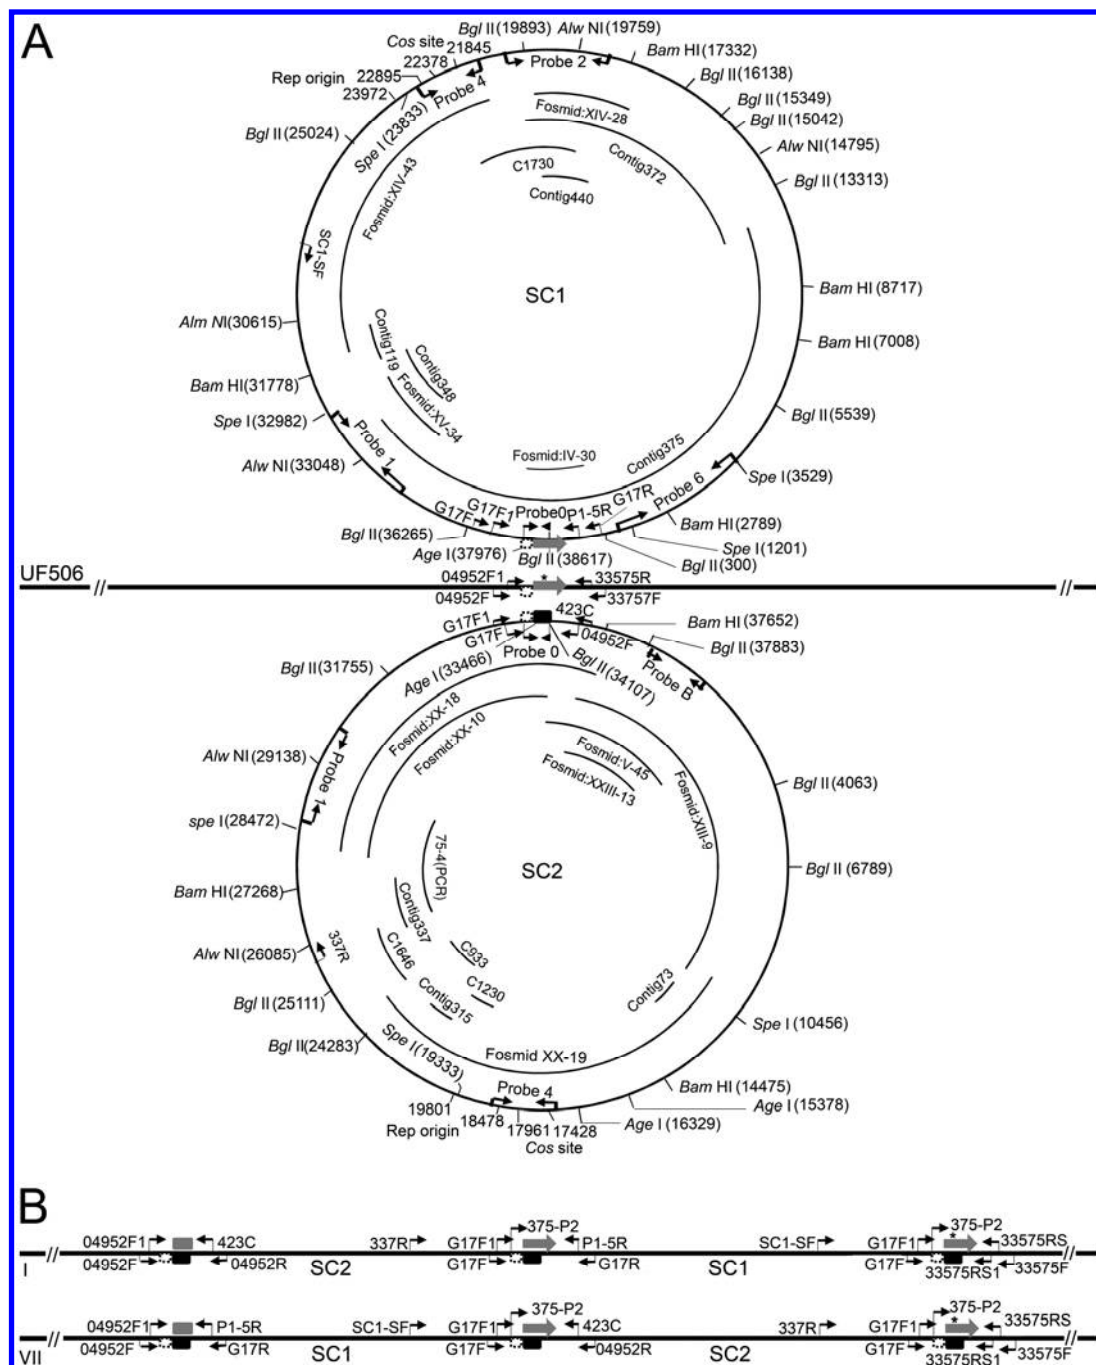 A
Bgl II (19893)
Alw NI (19759)
Cos site
21845
22378
Rep origin
22895
23972
Probe 4
Probe 2
Bam HI (17332)
Bgl II (16138)
Bgl II (15349)
Bgl II (15042)
Alw NI (14795)
Bgl II (13313)
Bgl II (25024)
Spe I (23833)
Fosmid:XIV-28
C1730
Contig372
Contig440
Fosmid:XIV-43
SC1-SF
SC1
Bam HI (8717)
Alm NI(30615)
Bam HI (7008)
Contig119
Contig348
Bam HI (31778)
Fosmid:XV-34
Spe I (32982)
Bgl II (5539)
Probe 1
Contig375
Fosmid:IV-30
Alw NI (33048)
Spe I (3529)
Probe 6
G17F
G17F1
Probe0
P1-5R
G17R
Bam HI (2789)
Bgl II (36265)
Age I (37976)
Bgl II (38617)
Spe I (1201)
Bgl II (300)
UF506
04952F1
*
33575R
04952F
33757F
G17F1
423C
Bam HI (37652)
G17F
04952F
Bgl II (37883)
Probe 0
Probe B
Bgl II (31755)
Age I (33466)
Bgl II (34107)
Fosmid:XX-18
Fosmid:XX-10
Fosmid:V-45
Fosmid:XXIII-13
Fosmid:XIII-9
Alw NI (29138)
Probe 1
Bgl II (4063)
spe I (28472)
75-4(PCR)
SC2
Bgl II (6789)
Bam HI (27268)
Contig337
337R
C1646
C933
Alw NI (26085)
C1230
Contig73
Contig315
Bgl II (25111)
Spe I (10456)
Bgl II (24283)
Spe I (19333)
Fosmid XX-19
Probe 4
Bam HI (14475)
Age I (15378)
19801
Rep origin
18478
17961
17428
Cos site
Age I (16329)
B
04952F1
423C
337R
G17F1
375-P2
P1-5R
SC1-SF
G17F1
375-P2
*
33575RS
I
04952F
04952R
SC2
G17F
G17R
SC1
G17F
33575RS1
33575F
04952F1
P1-5R
SC1-SF
G17F1
375-P2
423C
337R
G17F1
375-P2
*
33575RS
VII
04952F
G17R
SC1
G17F
04952R
SC2
G17F
33575RS1
33575F